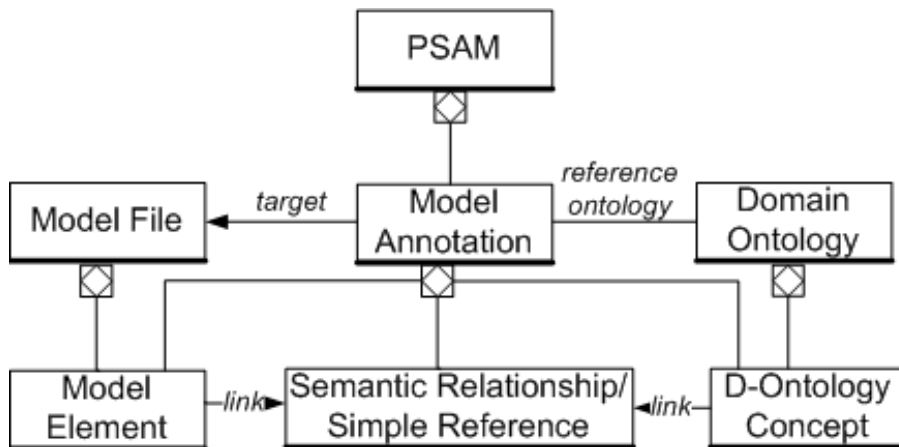 PSAM
target
reference
ontology
Model File
Model
Annotation
Domain
Ontology
Model
Element
link
Semantic Relationship/
Simple Reference
link
D-Ontology
Concept